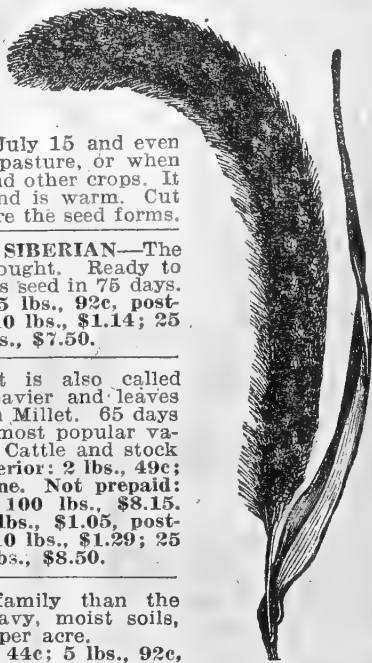 July 15 and even
pasture, or when
nd other crops. It
nd is warm. Cut
re the seed forms.
SIBERIAN—The
ought. Ready to
s seed in 75 days.
5 lbs., 92c, post-
0 lbs., $1.14; 25
s., $7.50.
t is also called
eavier and leaves
n Millet. 65 days
most popular va-
Cattle and stock
erior: 2 lbs., 49c;
ne. Not prepaid:
100 lbs., $8.15.
lbs., $1.05, post-
0 lbs., $1.29; 25
bs., $8.50.
family than the
avy, moist soils,
per acre.
44c; 5 lbs., 92c,